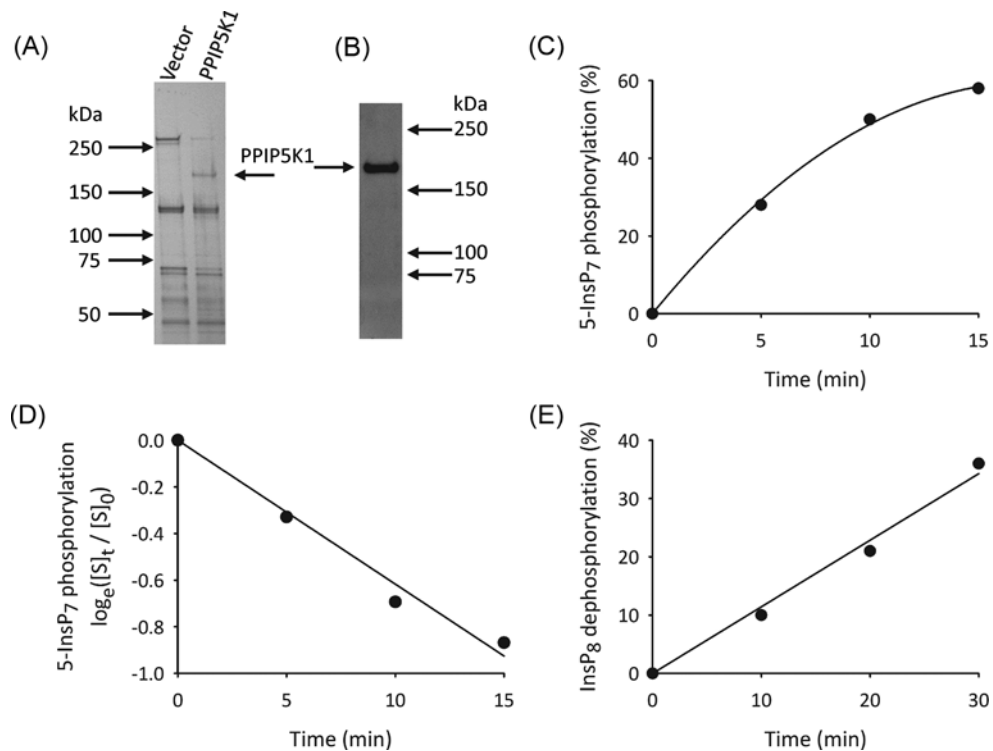 (A)
Vector
PPIP5K1
kDa
250
150
100
75
50
PPIP5K1
(B)
kDa
250
150
100
75
(C)
5-InsP7 phosphorylation (%)
60
40
20
0
0 5 10 15
Time (min)
(D)
5-InsP7 phosphorylation
loge([S]t / [S]0)
0.0
-0.2
-0.4
-0.6
-0.8
-1.0
0 5 10 15
Time (min)
(E)
InsP8 dephosphorylation (%)
40
30
20
10
0
0 10 20 30
Time (min)